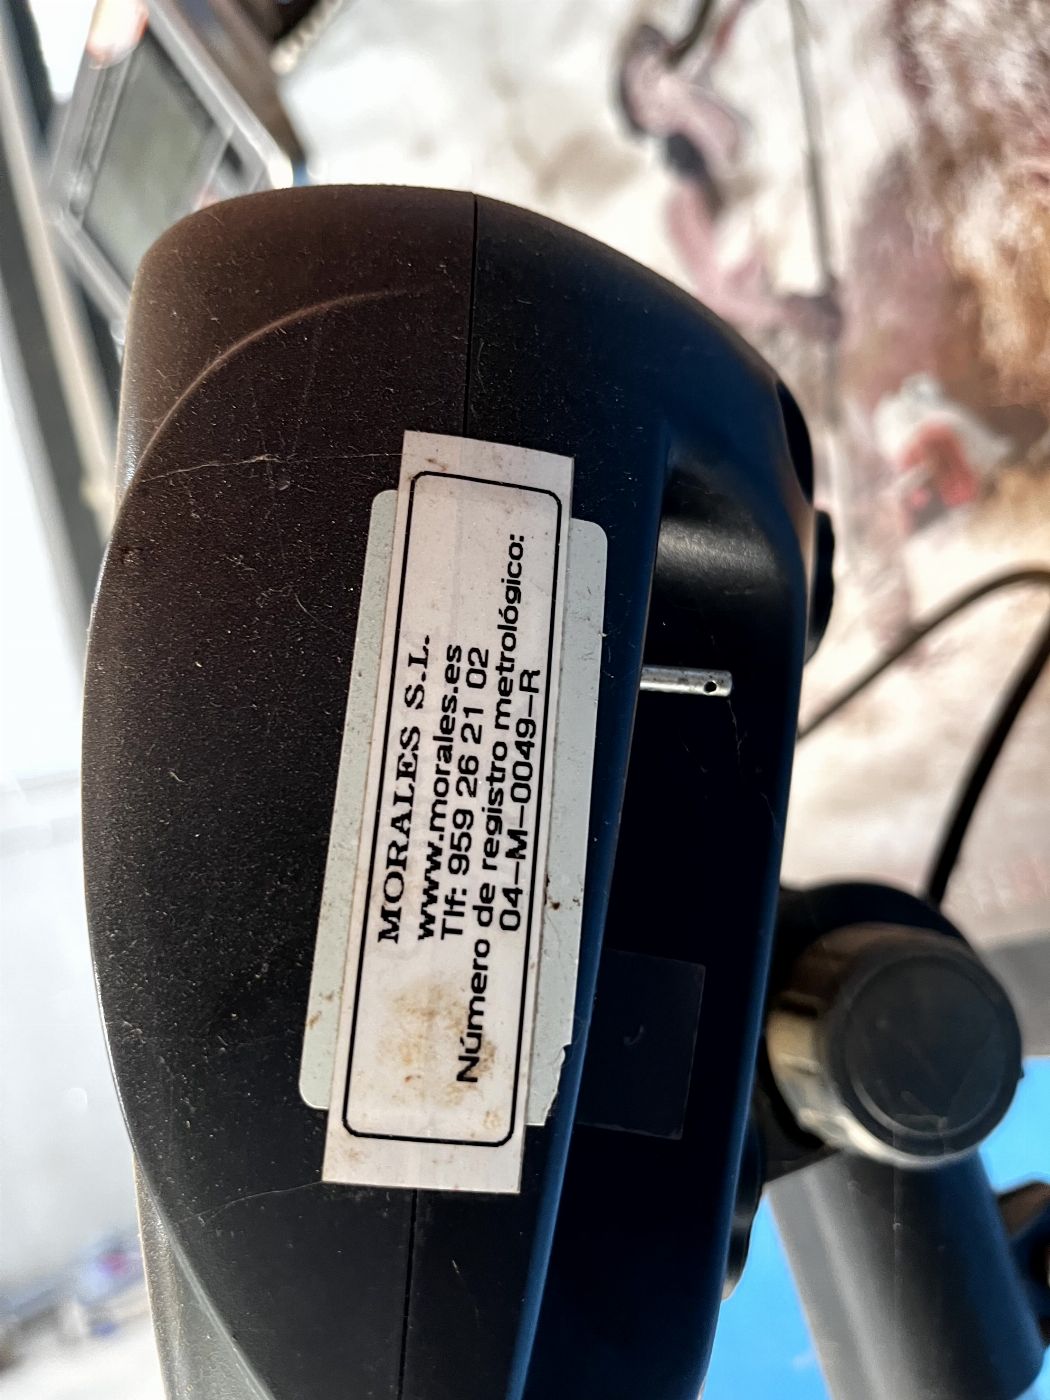 MORALES S.L.
www.morales.es
Tlf: 959 26 21 02
Número de registro metrológico:
04-M-0049-R